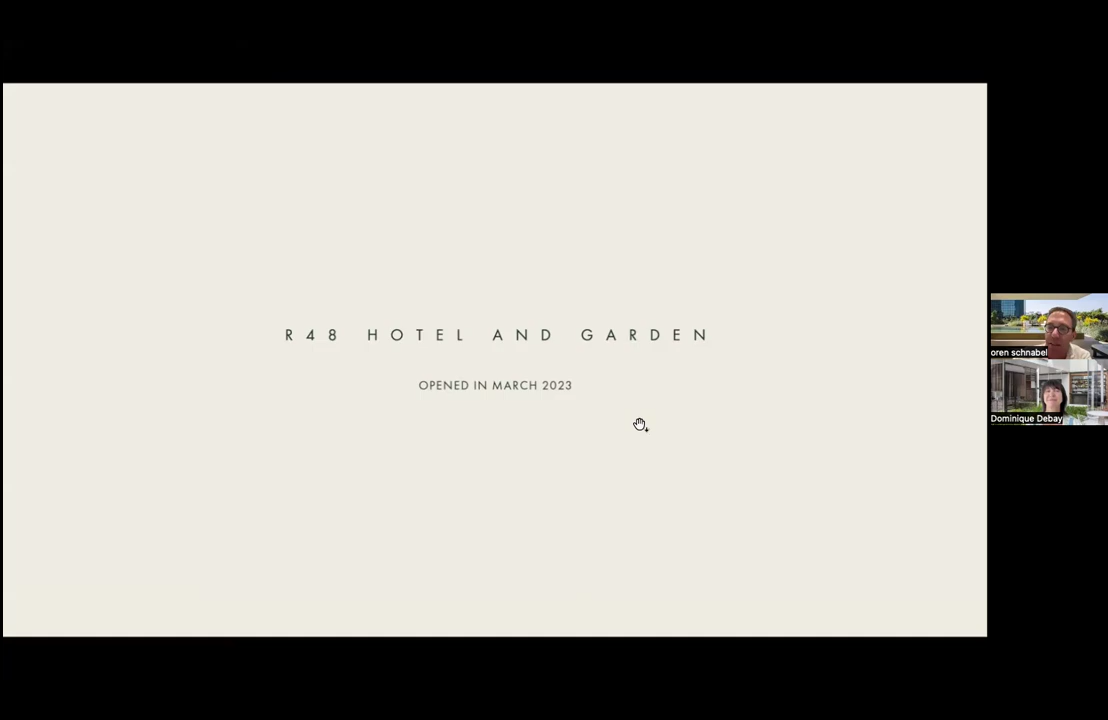 R48 HOTEL AND GARDEN
OPENED IN MARCH 2023
oren schnabel
Dominique Debay